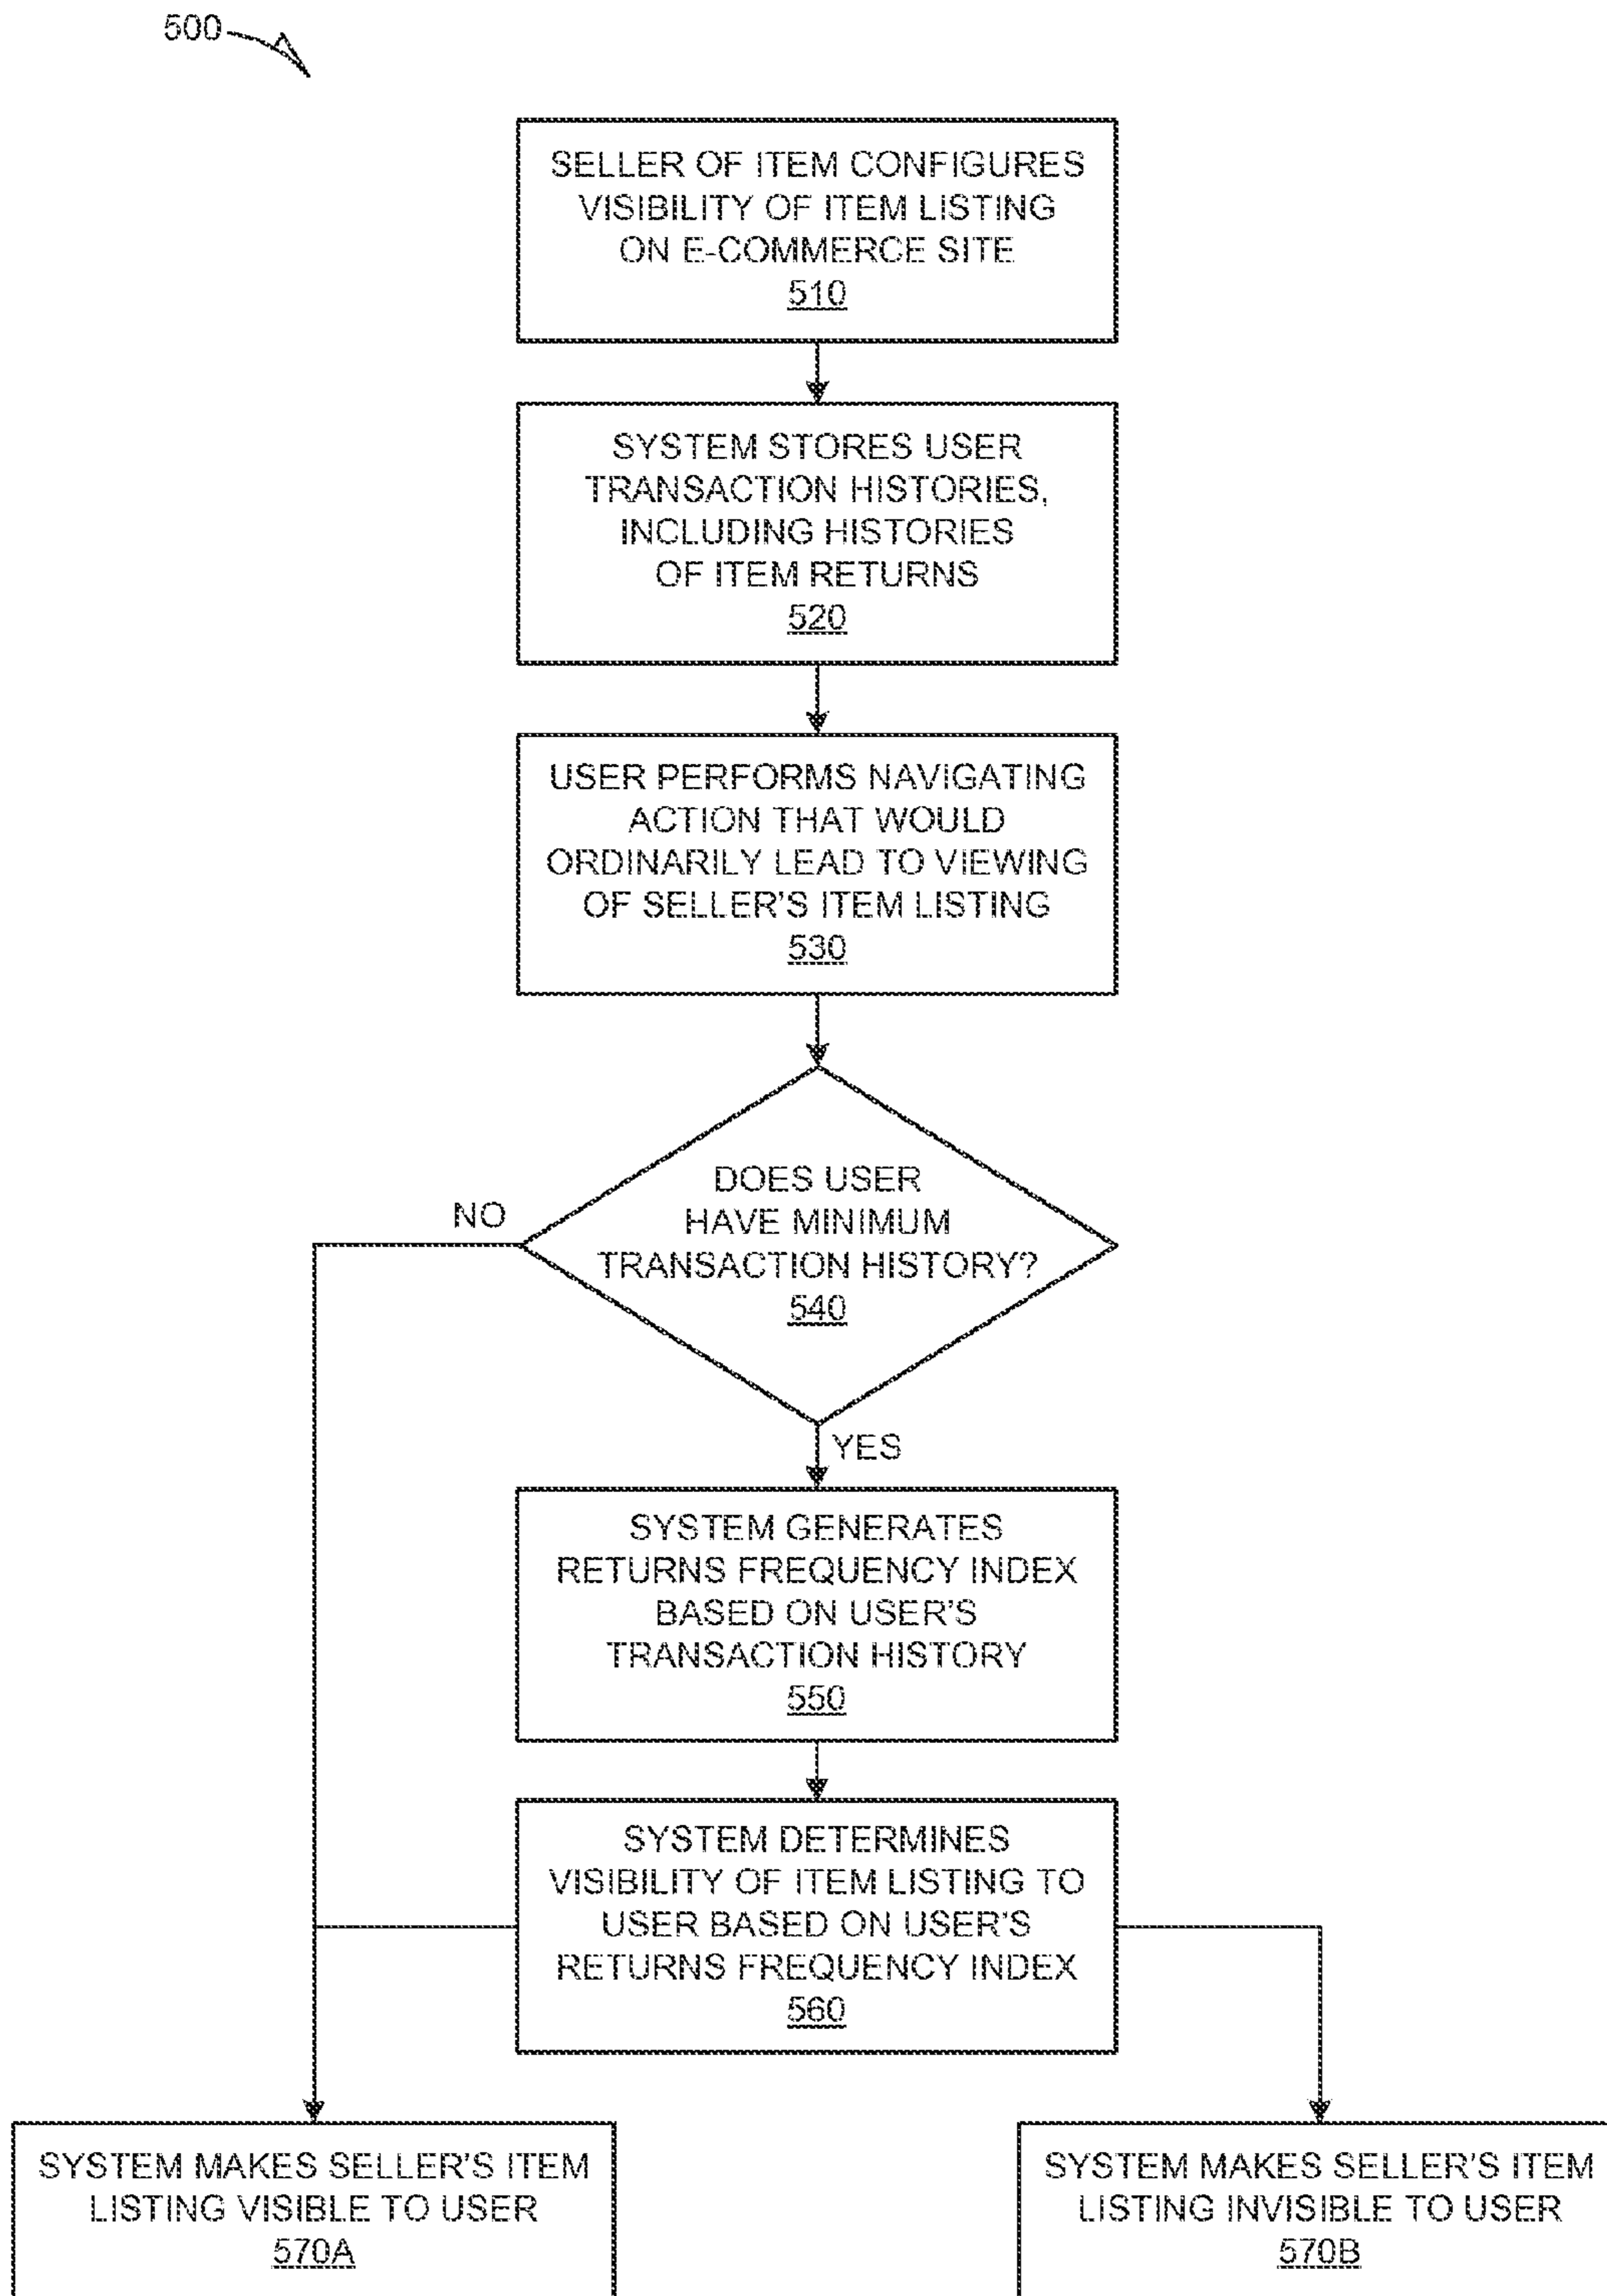 500
SELLER OF ITEM CONFIGURES
VISIBILITY OF ITEM LISTING
ON E-COMMERCE SITE
510
SYSTEM STORES USER
TRANSACTION HISTORIES,
INCLUDING HISTORIES
OF ITEM RETURNS
520
USER PERFORMS NAVIGATING
ACTION THAT WOULD
ORDINARILY LEAD TO VIEWING
OF SELLER'S ITEM LISTING
530
DOES USER
HAVE MINIMUM
TRANSACTION HISTORY?
540
NO
YES
SYSTEM GENERATES
RETURNS FREQUENCY INDEX
BASED ON USER'S
TRANSACTION HISTORY
550
SYSTEM DETERMINES
VISIBILITY OF ITEM LISTING TO
USER BASED ON USER'S
RETURNS FREQUENCY INDEX
560
SYSTEM MAKES SELLER'S ITEM
LISTING VISIBLE TO USER
570A
SYSTEM MAKES SELLER'S ITEM
LISTING INVISIBLE TO USER
570B